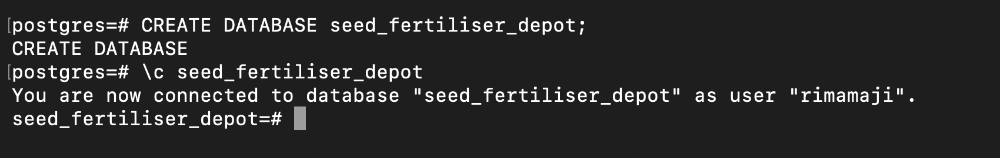 [postgres=# CREATE DATABASE seed_fertiliser_depot;
CREATE DATABASE
[postgres=# \c seed_fertiliser_depot
You are now connected to database "seed_fertiliser_depot" as user "rimamaji".
seed_fertiliser_depot=#